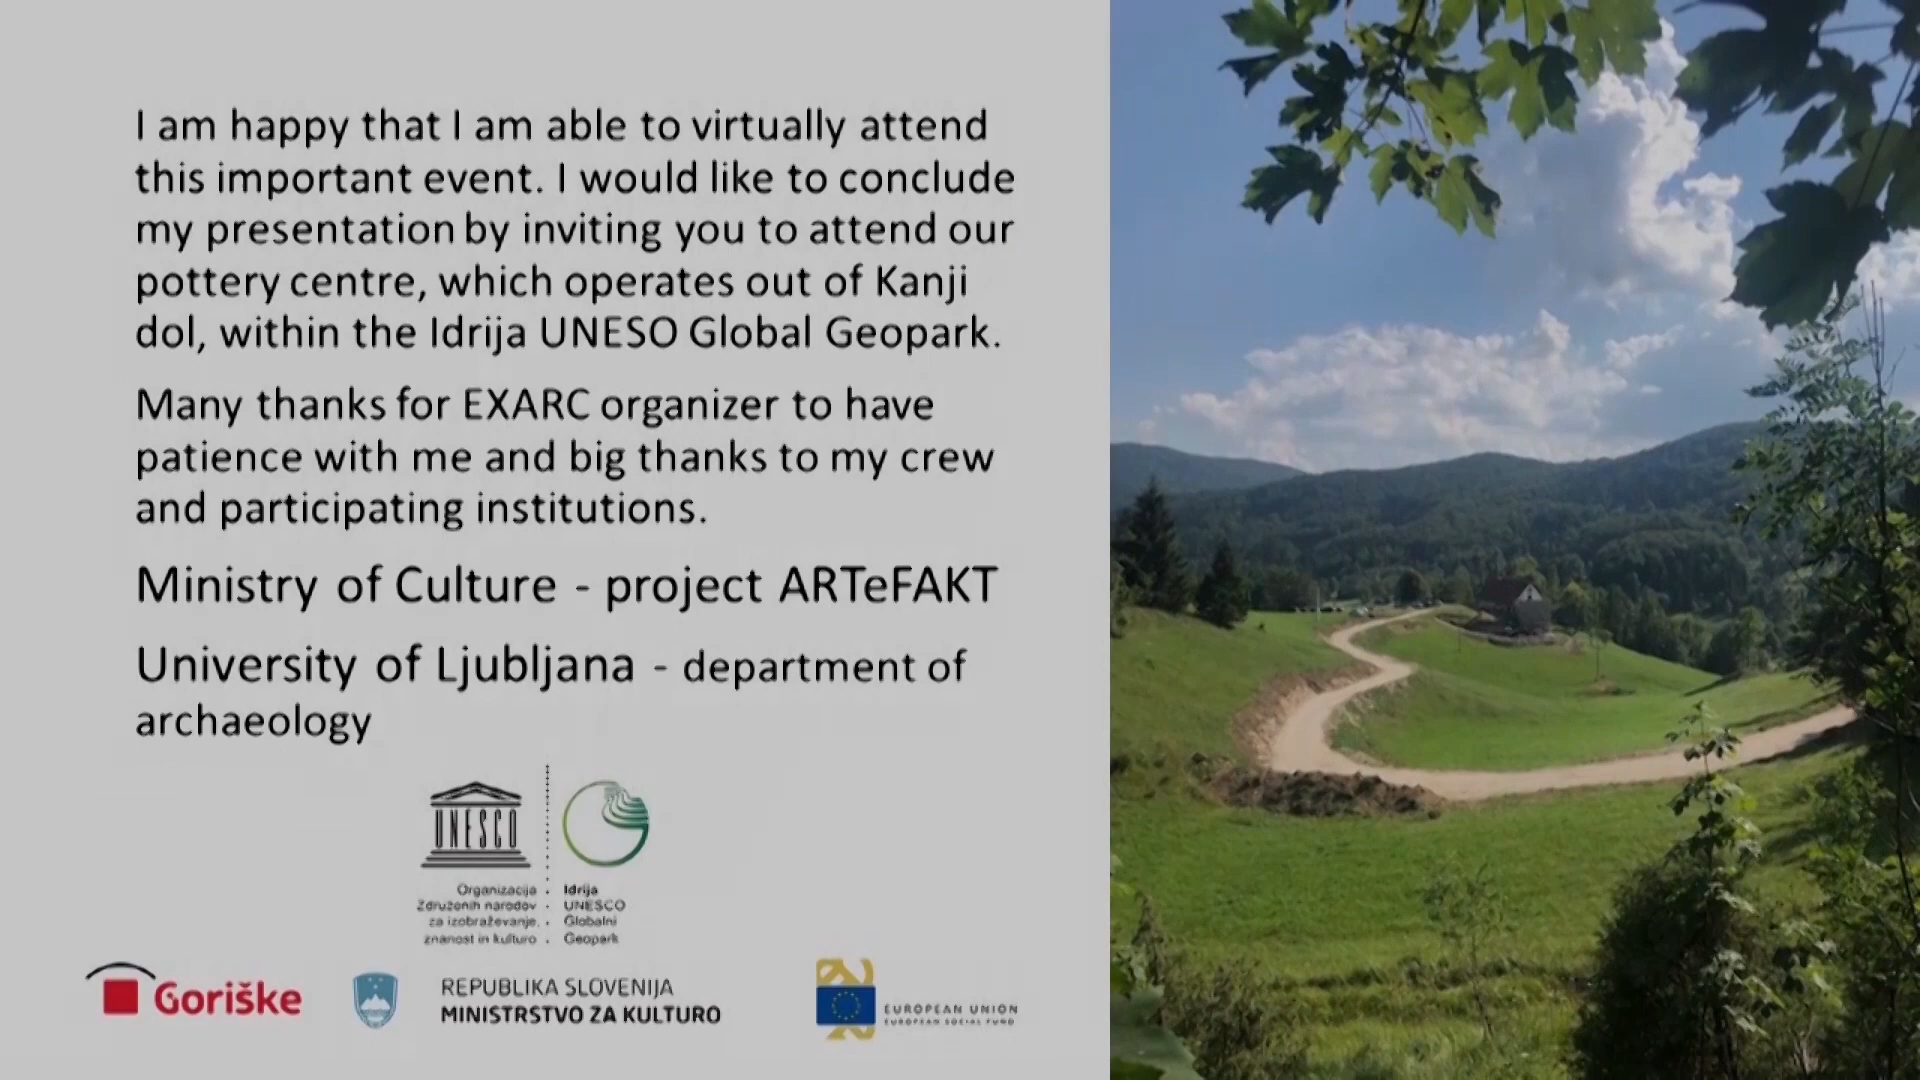 I am happy that I am able to virtually attend
this important event. I would like to conclude
my presentation by inviting you to attend our
pottery centre, which operates out of Kanji
dol, within the Idrija UNESO Global Geopark.
Many thanks for EXARC organizer to have
patience with me and big thanks to my crew
and participating institutions.
Ministry of Culture - project ARTeFAKT
University of Ljubljana - department of
archaeology
UNESCO
Organizacija
Združenih narodov
za izobraževanje,
znanost in kulturo
Idrija
UNESCO
Globalni
Geopark
Goriške
REPUBLIKA SLOVENIJA
MINISTRSTVO ZA KULTURO
EUROPEAN UNION
EUROPEAN SOCIAL FUND